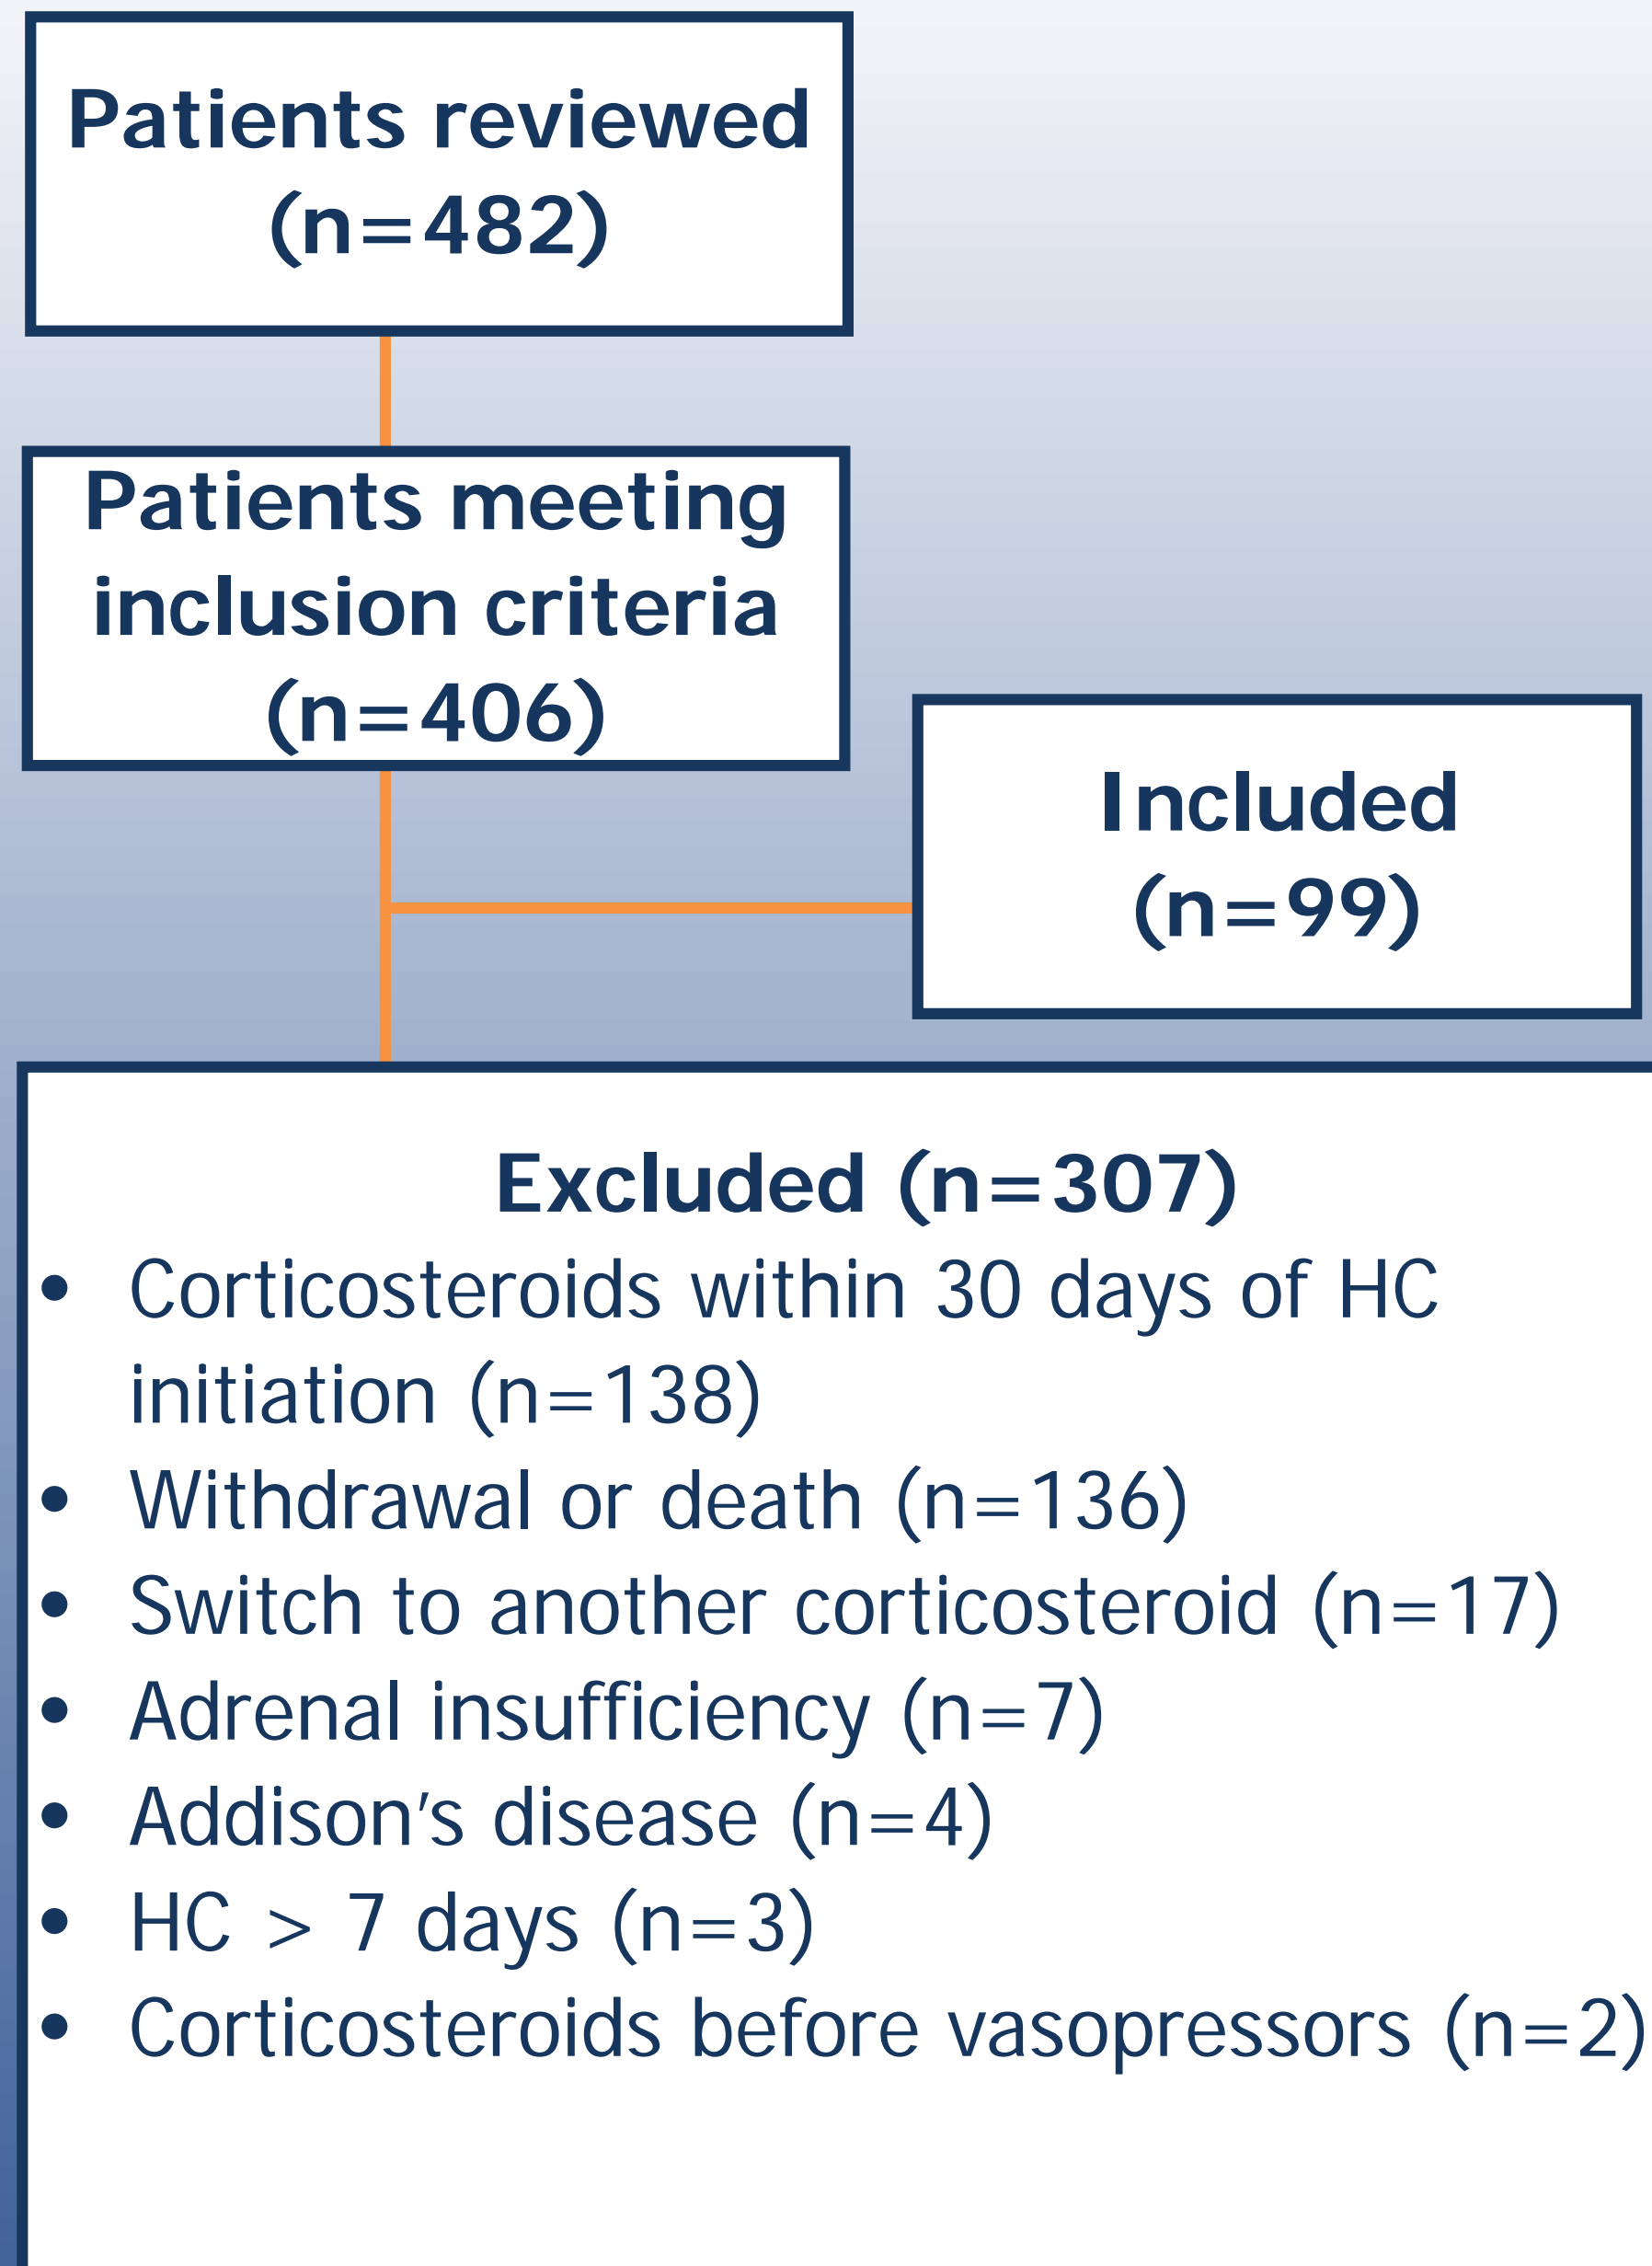 Patients reviewed
(n=482)
Patients meeting
inclusion criteria
(n=406)
Included
(n=99)
Excluded (n=307)
• Corticosteroids within 30 days of HC
initiation (n=138)
• Withdrawal or death (n=136)
• Switch to another corticosteroid (n=17)
• Adrenal insufficiency (n=7)
• Addison's disease (n=4)
• HC > 7 days (n=3)
• Corticosteroids before vasopressors (n=2)